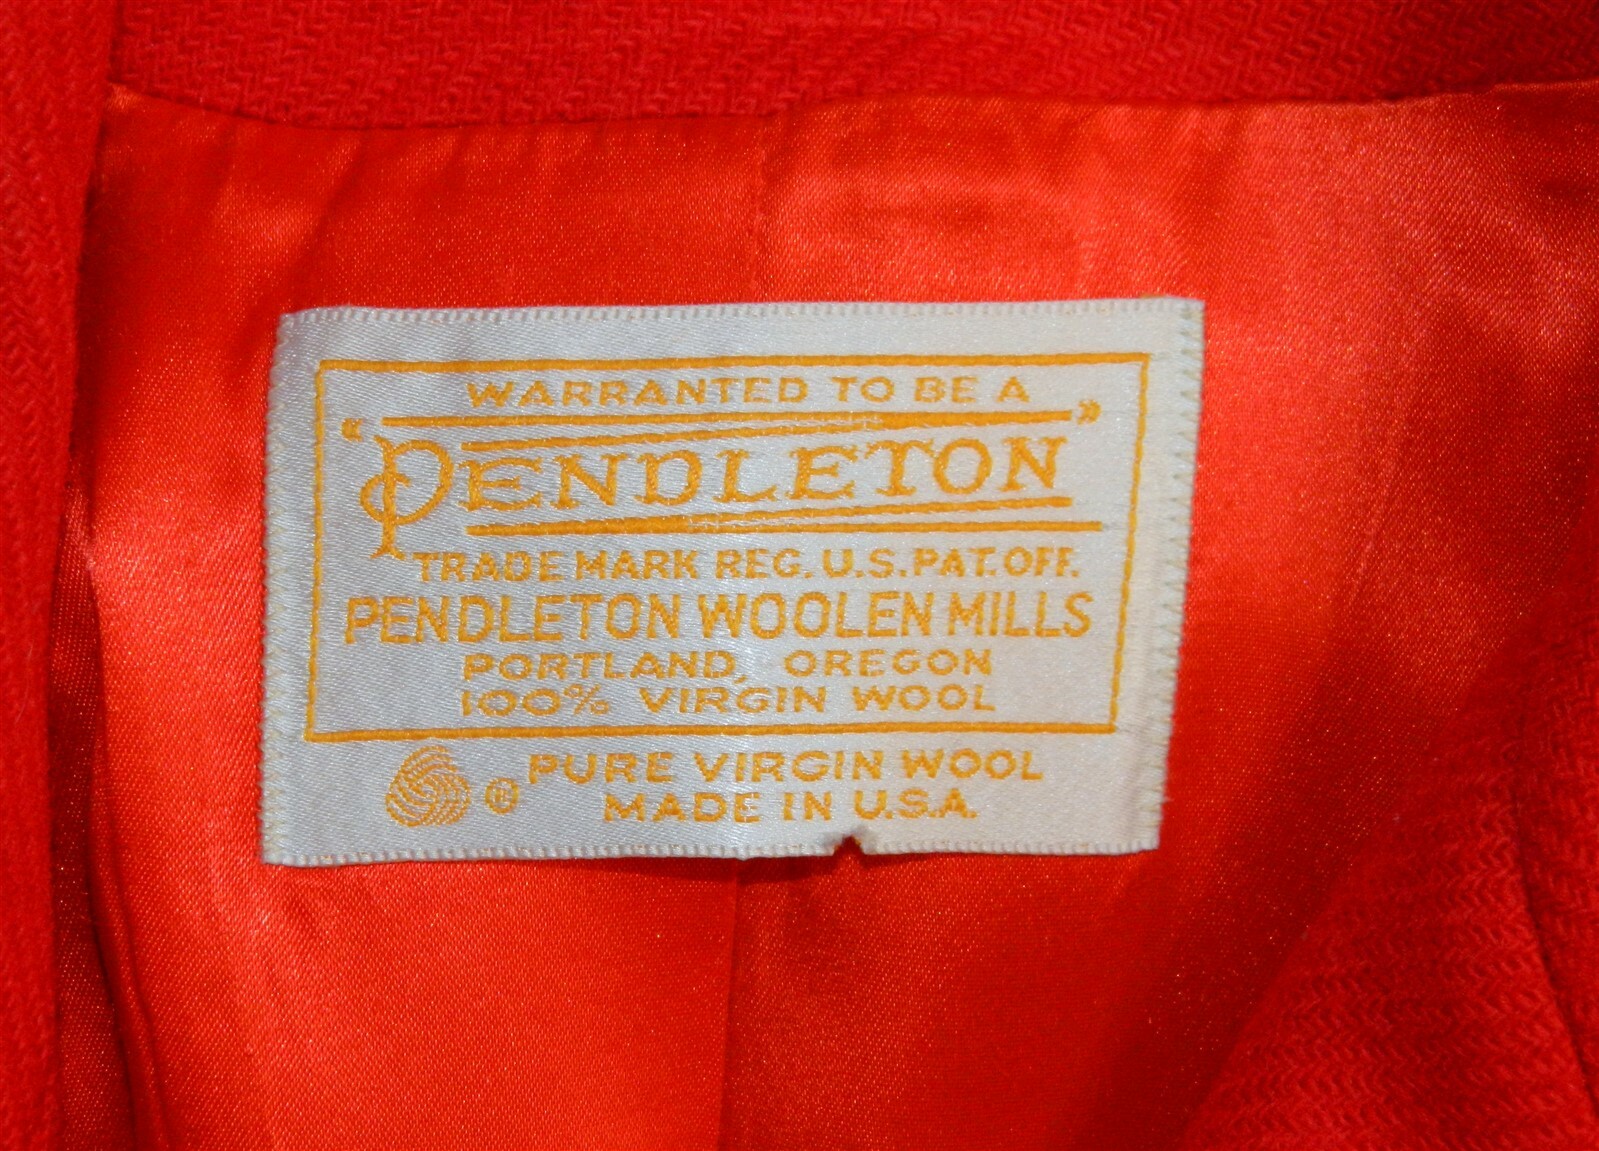 WARRANTED TO BE A
"PENDLETON"
TRADE MARK REG. U.S. PAT. OFF.
PENDLETON WOOLEN MILLS
PORTLAND, OREGON
100% VIRGIN WOOL
® PURE VIRGIN WOOL
MADE IN U.S.A.